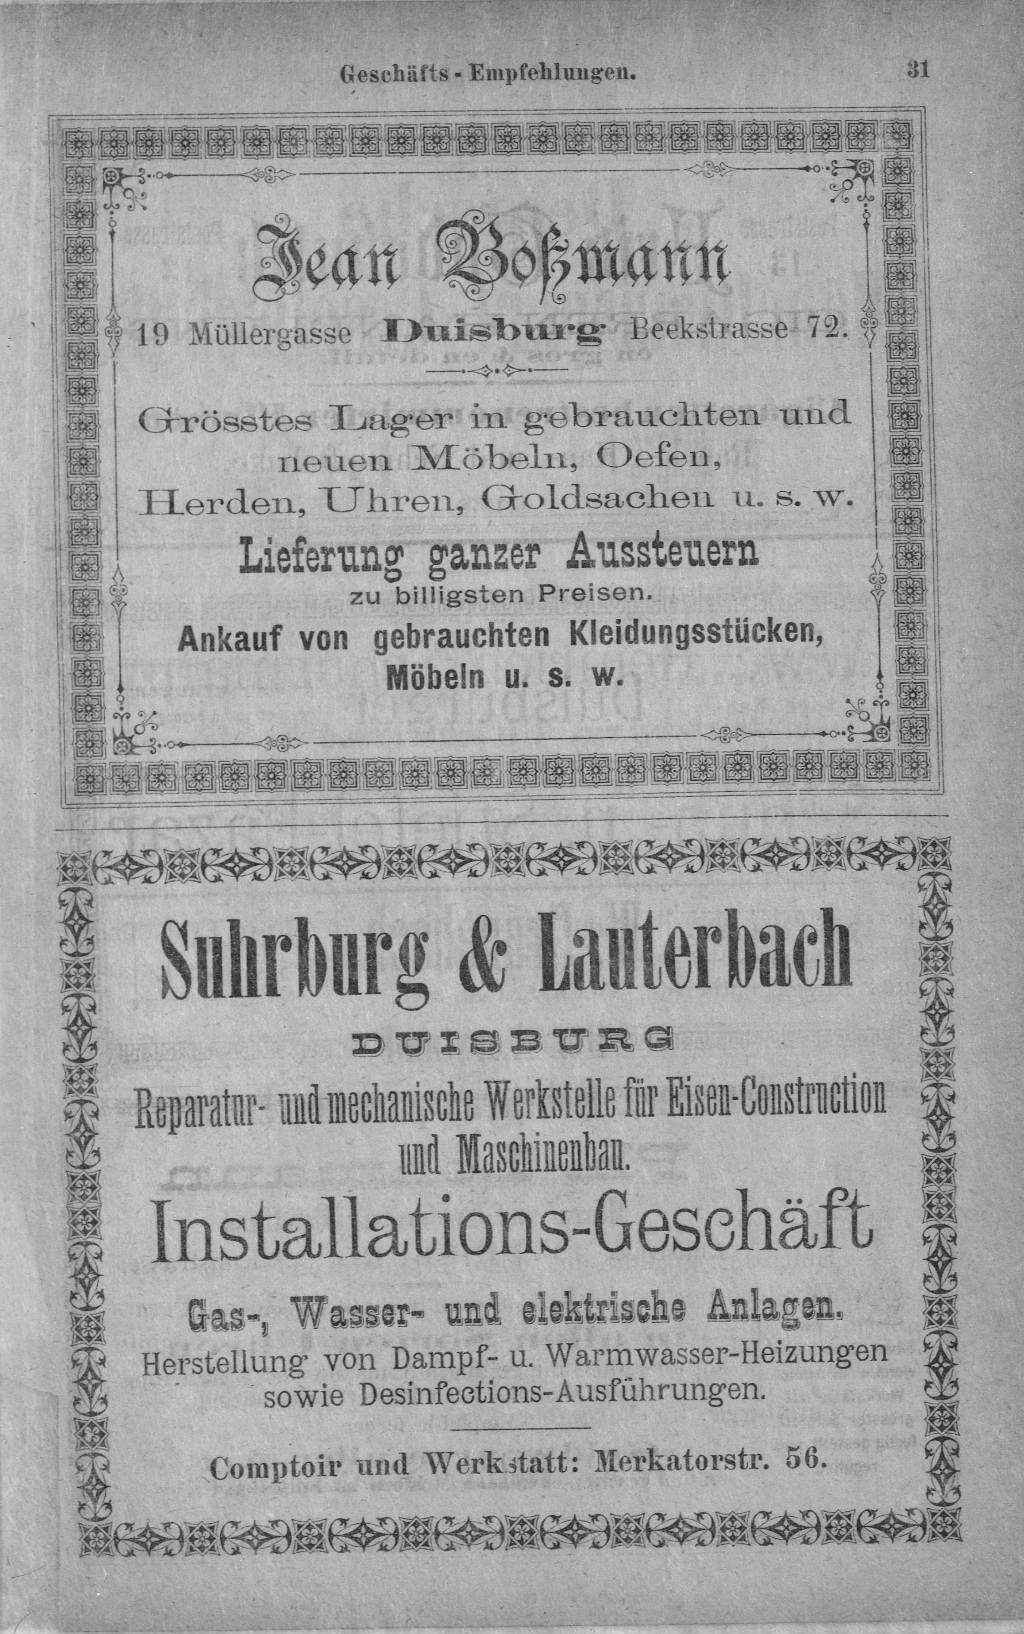 Geschäfts - Empfehlungen. 31
Jean Boßmann
19 Müllergasse Duisburg Beekstrasse 72.
Grösstes Lager in gebrauchten und
neuen Möbeln, Oefen,
Herden, Uhren, Goldsachen u. s. w.
Lieferung ganzer Aussteuern
zu billigsten Preisen.
Ankauf von gebrauchten Kleidungsstücken,
Möbeln u. s. w.
Suhrburg & Lauterbach
DUISBURG
Reparatur- und mechanische Werkstelle für Eisen-Construction
und Maschinenbau.
Installations-Geschäft
Gas-, Wasser- und elektrische Anlagen.
Herstellung von Dampf- u. Warmwasser-Heizungen
sowie Desinfections-Ausführungen.
Comptoir und Werkstatt: Merkatorstr. 56.